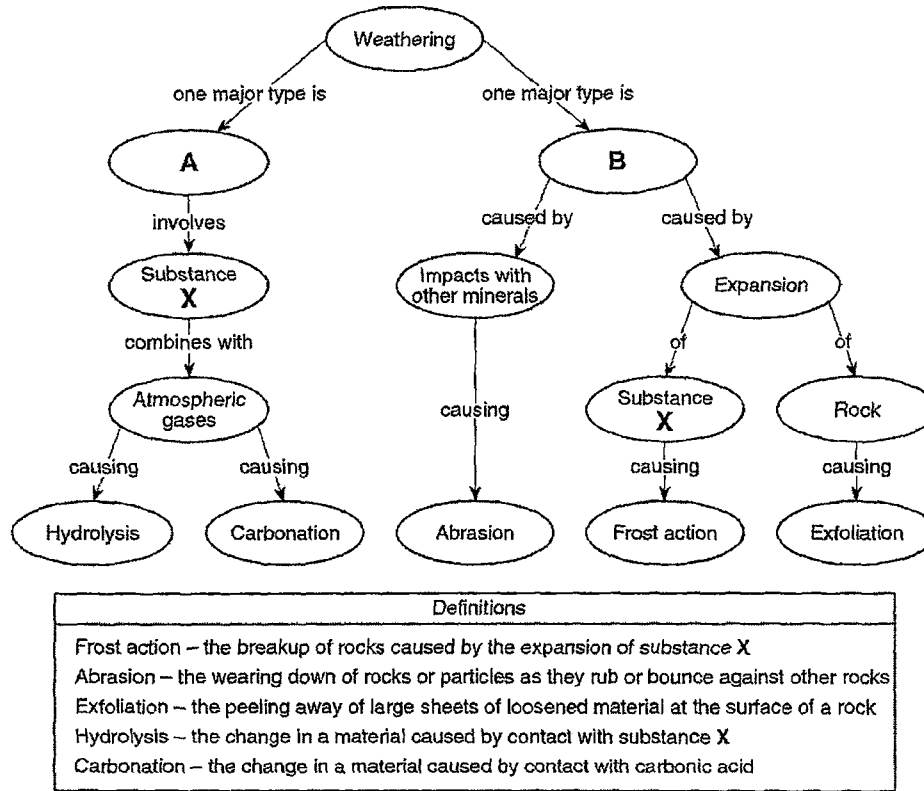 Weathering
one major type is
one major type is
A
B
involves
caused by
caused by
Substance
X
Impacts with
other minerals
Expansion
combines with
of
of
Atmospheric
gases
causing
Substance
X
Rock
causing
causing
causing
causing
Hydrolysis
Carbonation
Abrasion
Frost action
Exfoliation
Definitions
Frost action – the breakup of rocks caused by the expansion of substance X
Abrasion – the wearing down of rocks or particles as they rub or bounce against other rocks
Exfoliation – the peeling away of large sheets of loosened material at the surface of a rock
Hydrolysis – the change in a material caused by contact with substance X
Carbonation – the change in a material caused by contact with carbonic acid